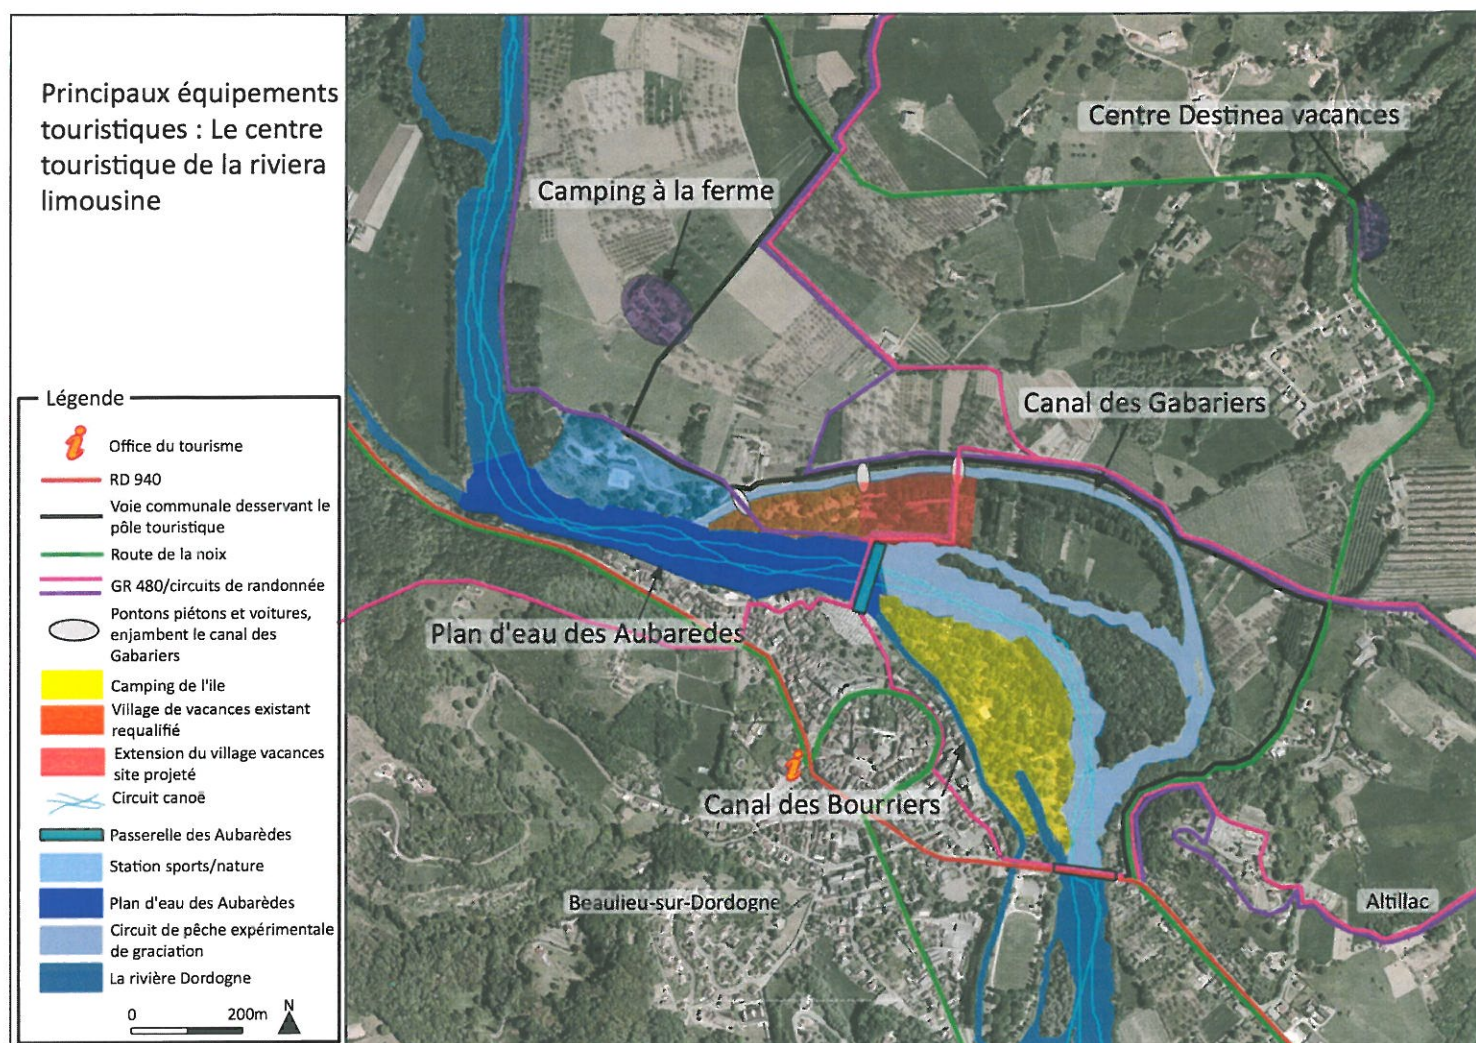 Principaux équipements
touristiques : Le centre
touristique de la riviera
limousine
Légende
Office du tourisme
RD 940
Voie communale desservant le
pôle touristique
Route de la noix
GR 480/circuits de randonnée
Pontons piétons et voitures,
enjambent le canal des
Gabariers
Camping de l'ile
Village de vacances existant
requalifié
Extension du village vacances
site projeté
Circuit canoë
Passerelle des Aubarèdes
Station sports/nature
Plan d'eau des Aubarèdes
Circuit de pêche expérimentale
de graciation
La rivière Dordogne
0 200m N
Centre Destinea vacances
Camping à la ferme
Canal des Gabariers
Plan d'eau des Aubaredes
Canal des Bourriers
Beaulieu-sur-Dordogne
Altillac